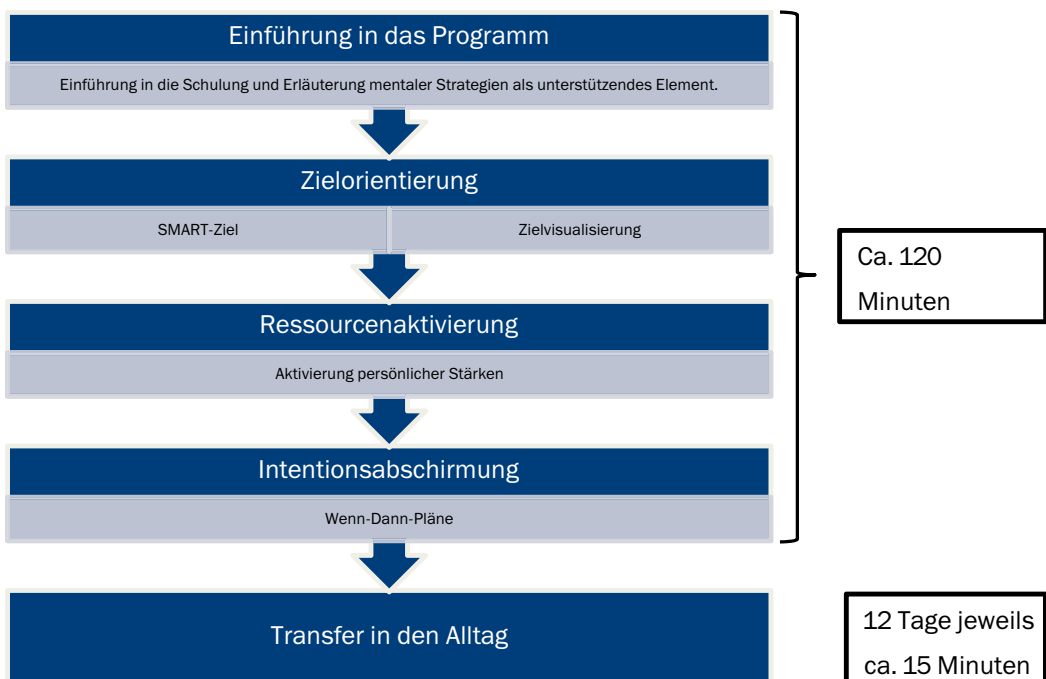 Einführung in das Programm
Einführung in die Schulung und Erläuterung mentaler Strategien als unterstützendes Element.
Zielorientierung
SMART-Ziel
Zielvisualisierung
Ressourcenaktivierung
Aktivierung persönlicher Stärken
Intentionsabschirmung
Wenn-Dann-Pläne
Ca. 120
Minuten
Transfer in den Alltag
12 Tage jeweils
ca. 15 Minuten